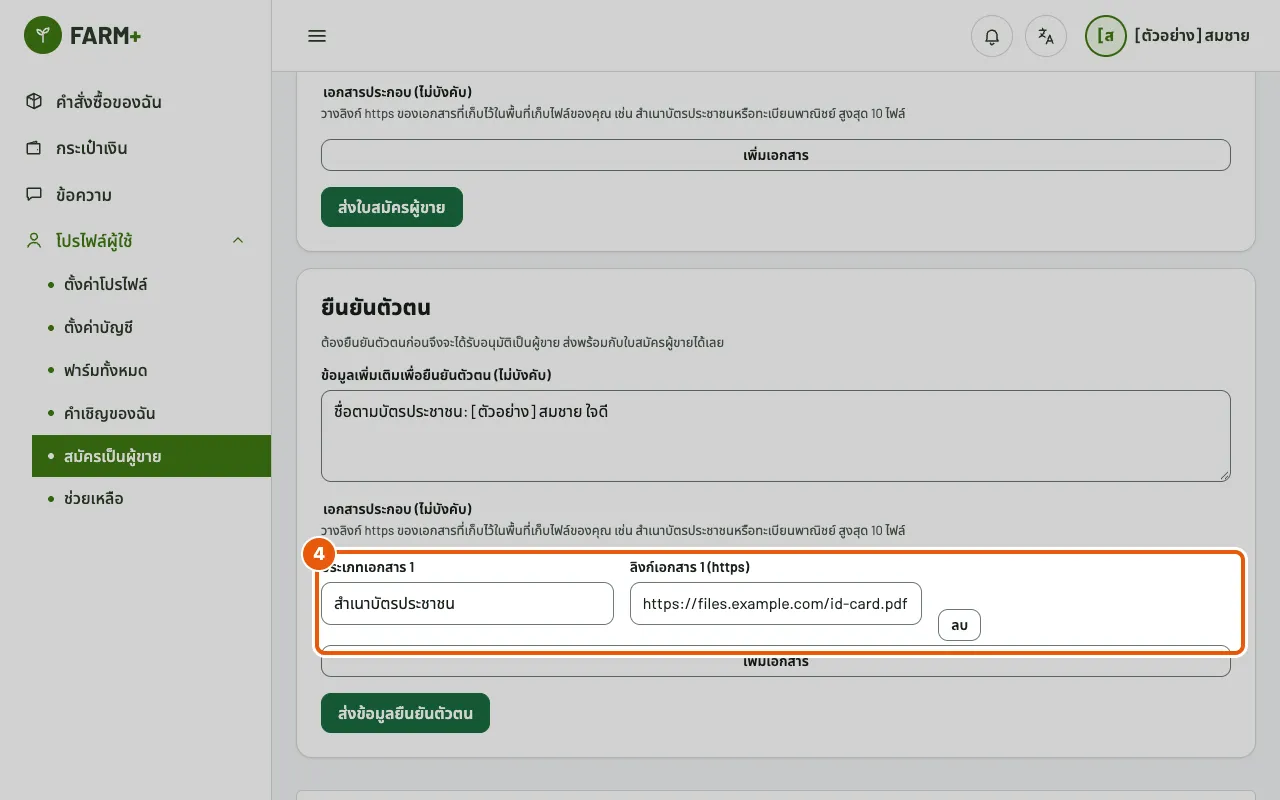 FARM+
[ส
[ตัวอย่าง] สมชาย
คำสั่งซื้อของฉัน
กระเป๋าเงิน
ข้อความ
โปรไฟล์ผู้ใช้
ตั้งค่าโปรไฟล์
ตั้งค่าบัญชี
ฟาร์มทั้งหมด
คำเชิญของฉัน
สมัครเป็นผู้ขาย
ช่วยเหลือ
เอกสารประกอบ (ไม่บังคับ)
วางลิงก์ https ของเอกสารที่เก็บไว้ในพื้นที่เก็บไฟล์ของคุณ เช่น สำเนาบัตรประชาชนหรือทะเบียนพาณิชย์ สูงสุด 10 ไฟล์
เพิ่มเอกสาร
ส่งใบสมัครผู้ขาย
ยืนยันตัวตน
ต้องยืนยันตัวตนก่อนจึงจะได้รับอนุมัติเป็นผู้ขาย ส่งพร้อมกับใบสมัครผู้ขายได้เลย
ข้อมูลเพิ่มเติมเพื่อยืนยันตัวตน (ไม่บังคับ)
ชื่อตามบัตรประชาชน: [ตัวอย่าง] สมชาย ใจดี
เอกสารประกอบ (ไม่บังคับ)
วางลิงก์ https ของเอกสารที่เก็บไว้ในพื้นที่เก็บไฟล์ของคุณ เช่น สำเนาบัตรประชาชนหรือทะเบียนพาณิชย์ สูงสุด 10 ไฟล์
4
ประเภทเอกสาร 1
ลิงก์เอกสาร 1 (https)
สำเนาบัตรประชาชน
https://files.example.com/id-card.pdf
ลบ
เพิ่มเอกสาร
ส่งข้อมูลยืนยันตัวตน